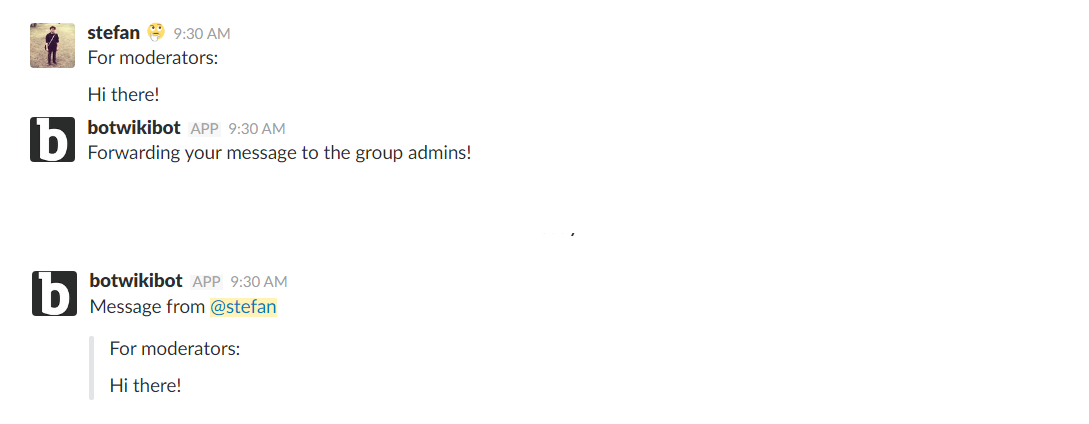 stefan 🤔 9:30 AM
For moderators:
Hi there!
b
botwikibot APP 9:30 AM
Forwarding your message to the group admins!
b
botwikibot APP 9:30 AM
Message from @stefan
For moderators:
Hi there!